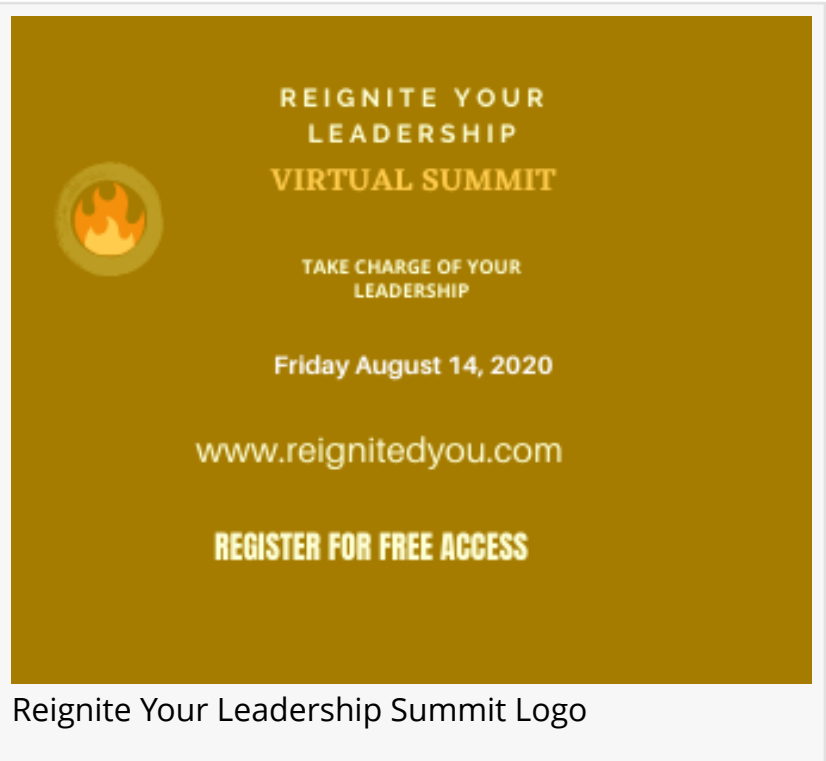 REIGNITE YOUR
LEADERSHIP
VIRTUAL SUMMIT
TAKE CHARGE OF YOUR
LEADERSHIP
Friday August 14, 2020
www.reignitedyou.com
REGISTER FOR FREE ACCESS
Reignite Your Leadership Summit Logo